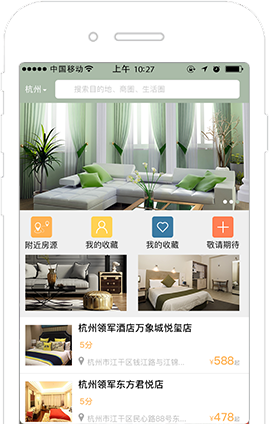 中国移动 上午 10:27
杭州 搜索目的地、商圈、生活圈
附近房源 我的收藏 我的收藏 敬请期待
杭州领军酒店万象城悦玺店
5分
杭州市江干区钱江路与江锦... ¥588起
杭州领军东方君悦店
5分
杭州市江干区民心路88号东... ¥478起